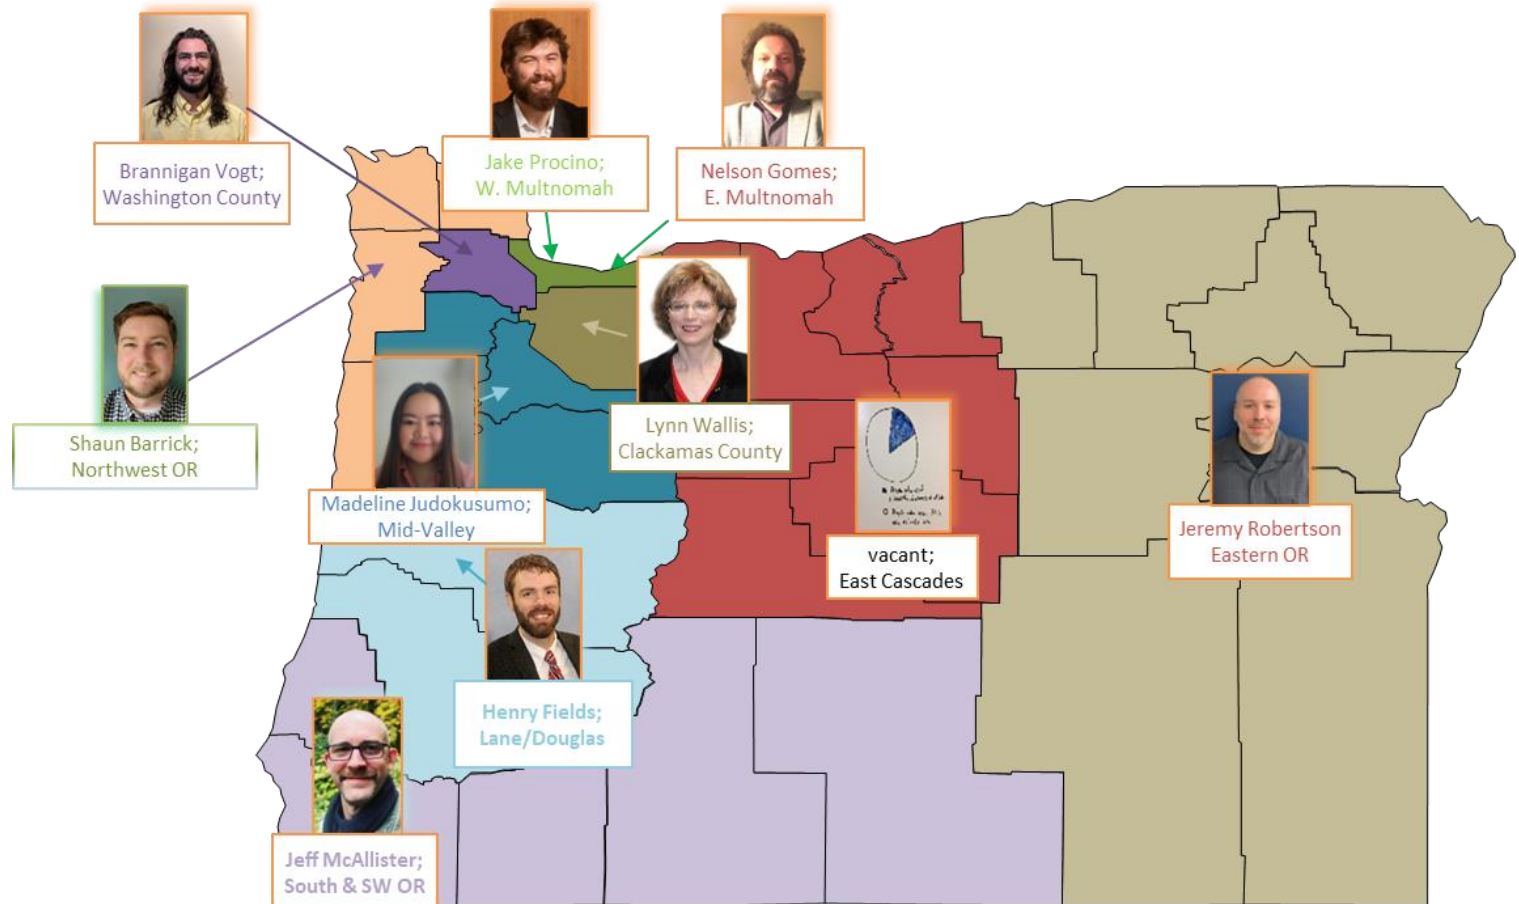 Brannigan Vogt;
Washington County
Jake Procino;
W. Multnomah
Nelson Gomes;
E. Multnomah
Shaun Barrick;
Northwest OR
Lynn Wallis;
Clackamas County
Madeline Judokusumo;
Mid-Valley
vacant;
East Cascades
Jeremy Robertson
Eastern OR
Henry Fields;
Lane/Douglas
Jeff McAllister;
South & SW OR